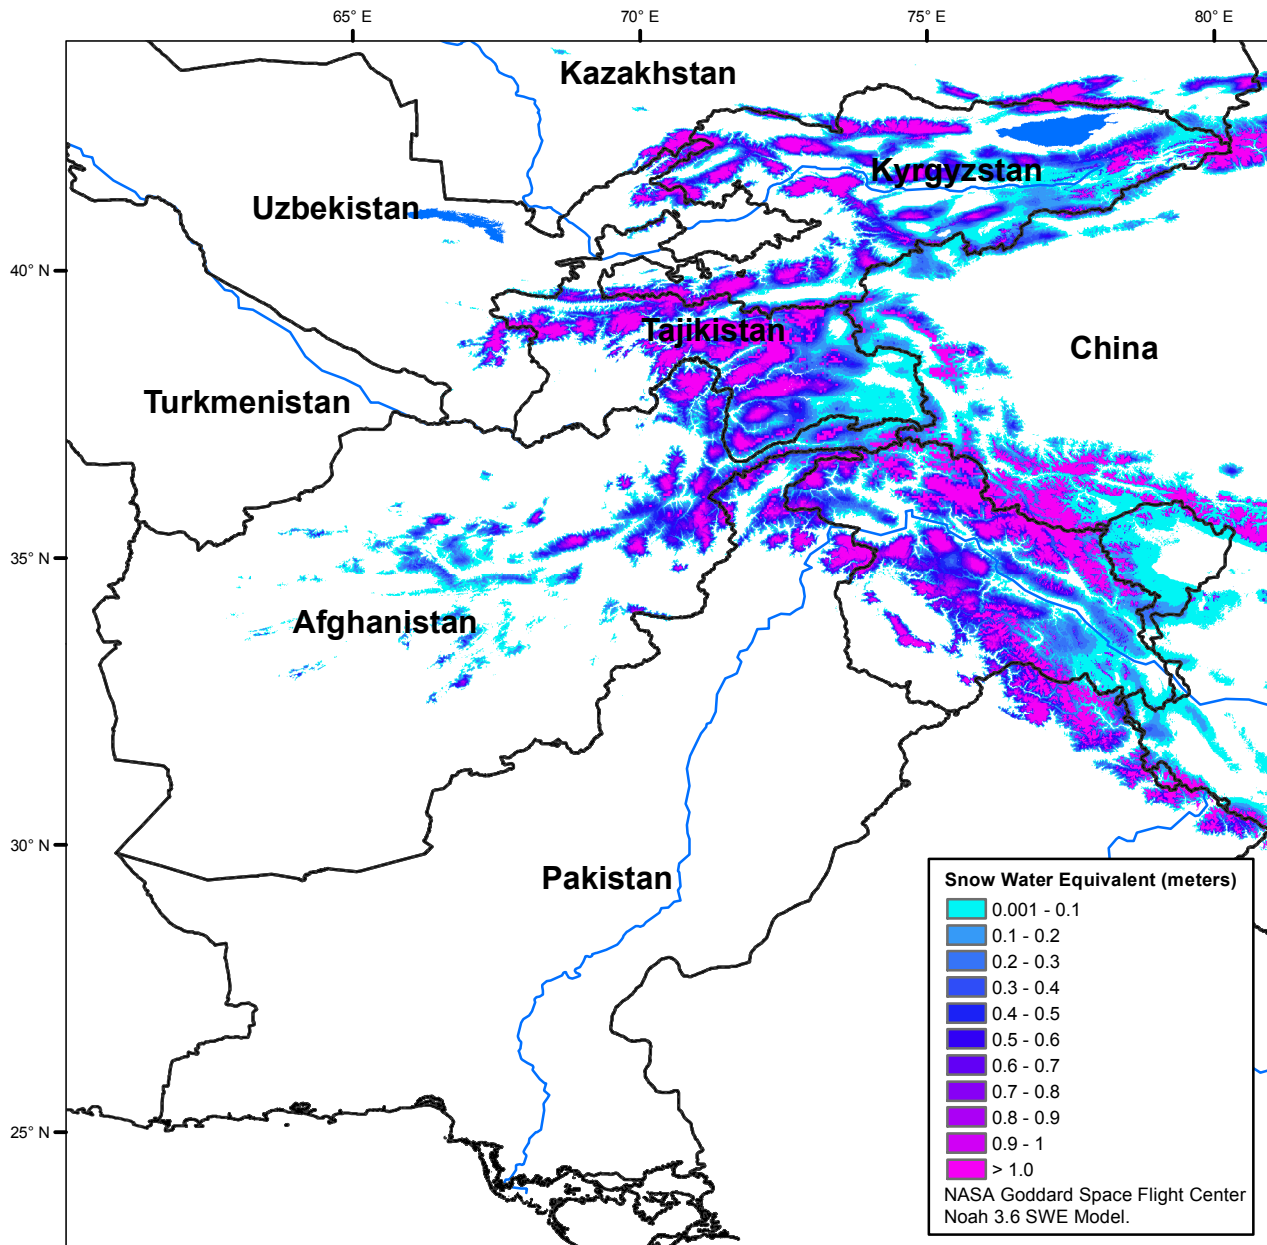 65° E
70° E
75° E
80° E
Kazakhstan
Kyrgyzstan
Uzbekistan
40° N
Tajikistan
China
Turkmenistan
35° N
Afghanistan
30° N
Pakistan
25° N
Snow Water Equivalent (meters)
0.001 - 0.1
0.1 - 0.2
0.2 - 0.3
0.3 - 0.4
0.4 - 0.5
0.5 - 0.6
0.6 - 0.7
0.7 - 0.8
0.8 - 0.9
0.9 - 1
> 1.0
NASA Goddard Space Flight Center
Noah 3.6 SWE Model.